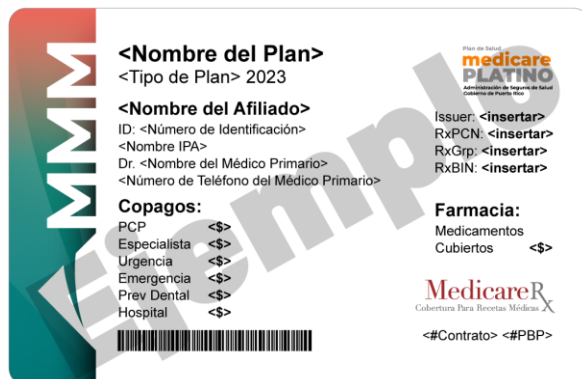 MMM
<Nombre del Plan>
<Tipo de Plan> 2023
<Nombre del Afiliado>
ID: <Número de Identificación>
<Nombre IPA>
Dr. <Nombre del Médico Primario>
<Número de Teléfono del Médico Primario>
Copagos:
PCP <$>
Especialista <$>
Urgencia <$>
Emergencia <$>
Prev Dental <$>
Hospital <$>
Plan de Salud
medicare
PLATINO
Administración de Seguros de Salud
Gobierno de Puerto Rico
Issuer: <insertar>
RxPCN: <insertar>
RxGrp: <insertar>
RxBIN: <insertar>
Farmacia:
Medicamentos
Cubiertos <$>
MedicareRx
Cobertura Para Recetas Médicas
<#Contrato> <#PBP>
Ejemplo